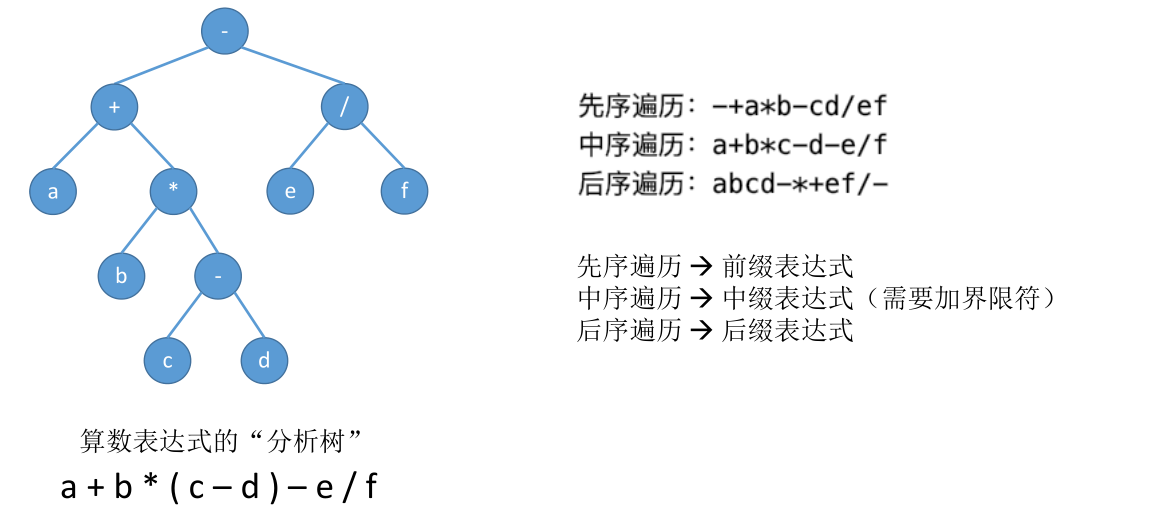 -
+ /
a * e f
b -
c d
算数表达式的“分析树”
a + b * ( c – d ) – e / f
先序遍历：-+a*b-cd/ef
中序遍历：a+b*c-d-e/f
后序遍历：abcd-*+ef/-
先序遍历 → 前缀表达式
中序遍历 → 中缀表达式（需要加界限符）
后序遍历 → 后缀表达式